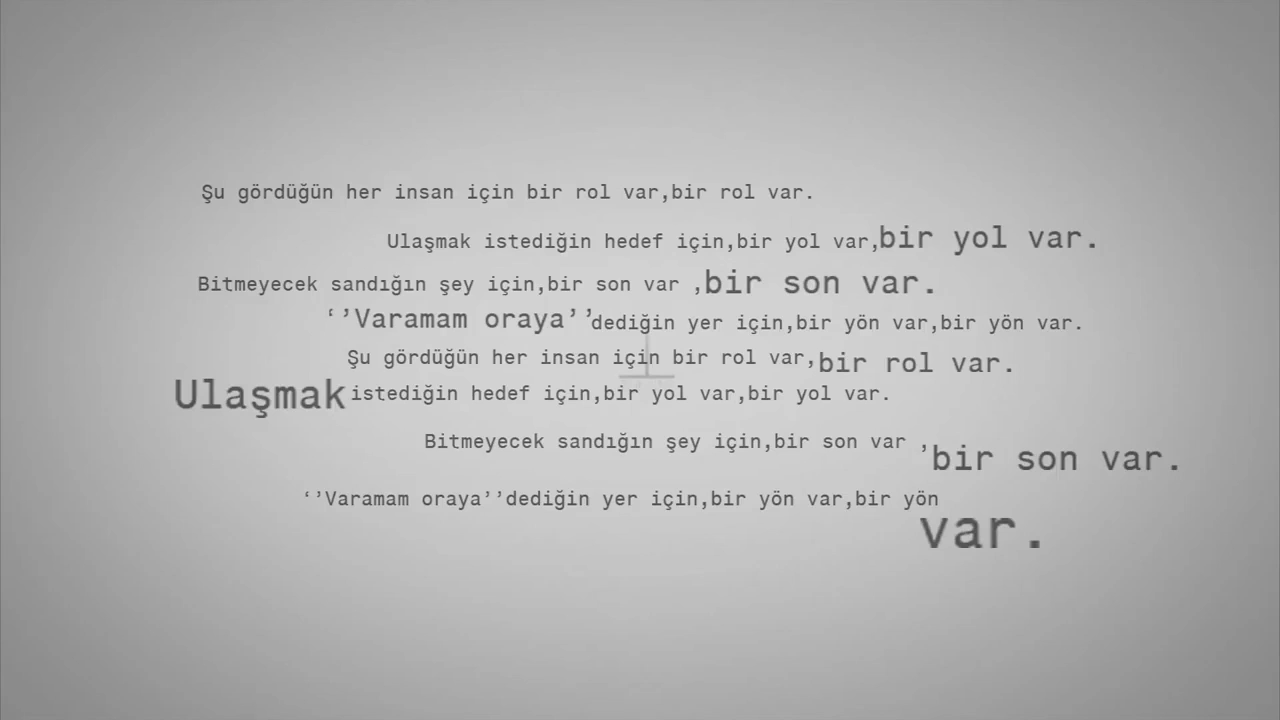 Şu gördüğün her insan için bir rol var,bir rol var.
Ulaşmak istediğin hedef için,bir yol var,bir yol var.
Bitmeyecek sandığın şey için,bir son var ,bir son var.
‘’Varamam oraya’’dediğin yer için,bir yön var,bir yön var.
Şu gördüğün her insan için bir rol var,bir rol var.
Ulaşmak istediğin hedef için,bir yol var,bir yol var.
Bitmeyecek sandığın şey için,bir son var ,’bir son var.
‘’Varamam oraya’’dediğin yer için,bir yön var,bir yön
var.